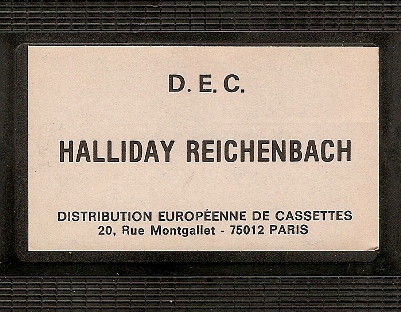 D.E.C.
HALLIDAY REICHENBACH
DISTRIBUTION EUROPÉENNE DE CASSETTES
20, Rue Montgallet - 75012 PARIS